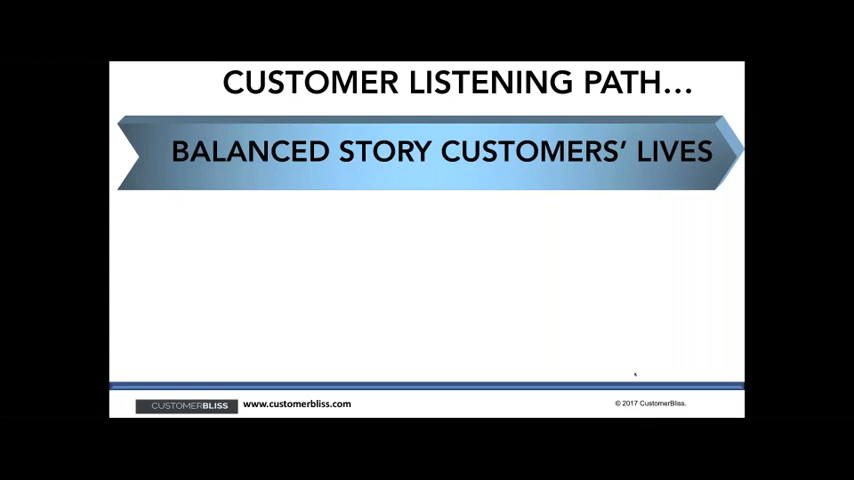 CUSTOMER LISTENING PATH...
BALANCED STORY CUSTOMERS' LIVES
CUSTOMERBLISS www.customerbliss.com
© 2017 CustomerBliss.